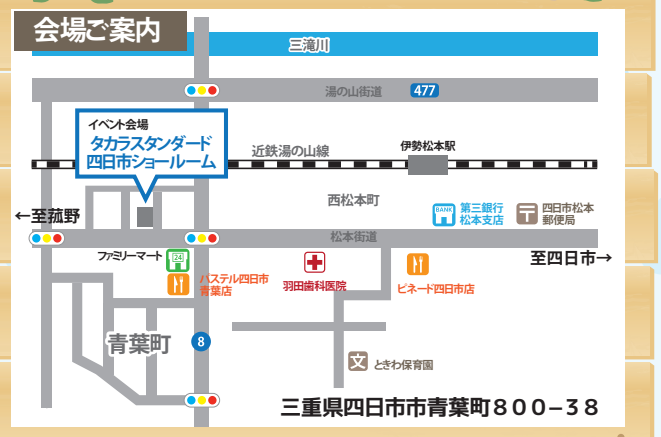 会場ご案内
三滝川
湯の山街道 477
イベント会場
タカラスタンダード
四日市ショールーム
近鉄湯の山線
伊勢松本駅
西松本町
BANK
第三銀行
松本支店
〒
四日市松本
郵便局
←至菰野
松本街道
至四日市→
ファミリーマート
24
パステル四日市
青葉店
羽田歯科医院
ピネード四日市店
青葉町
8
文
ときわ保育園
三重県四日市市青葉町800−38